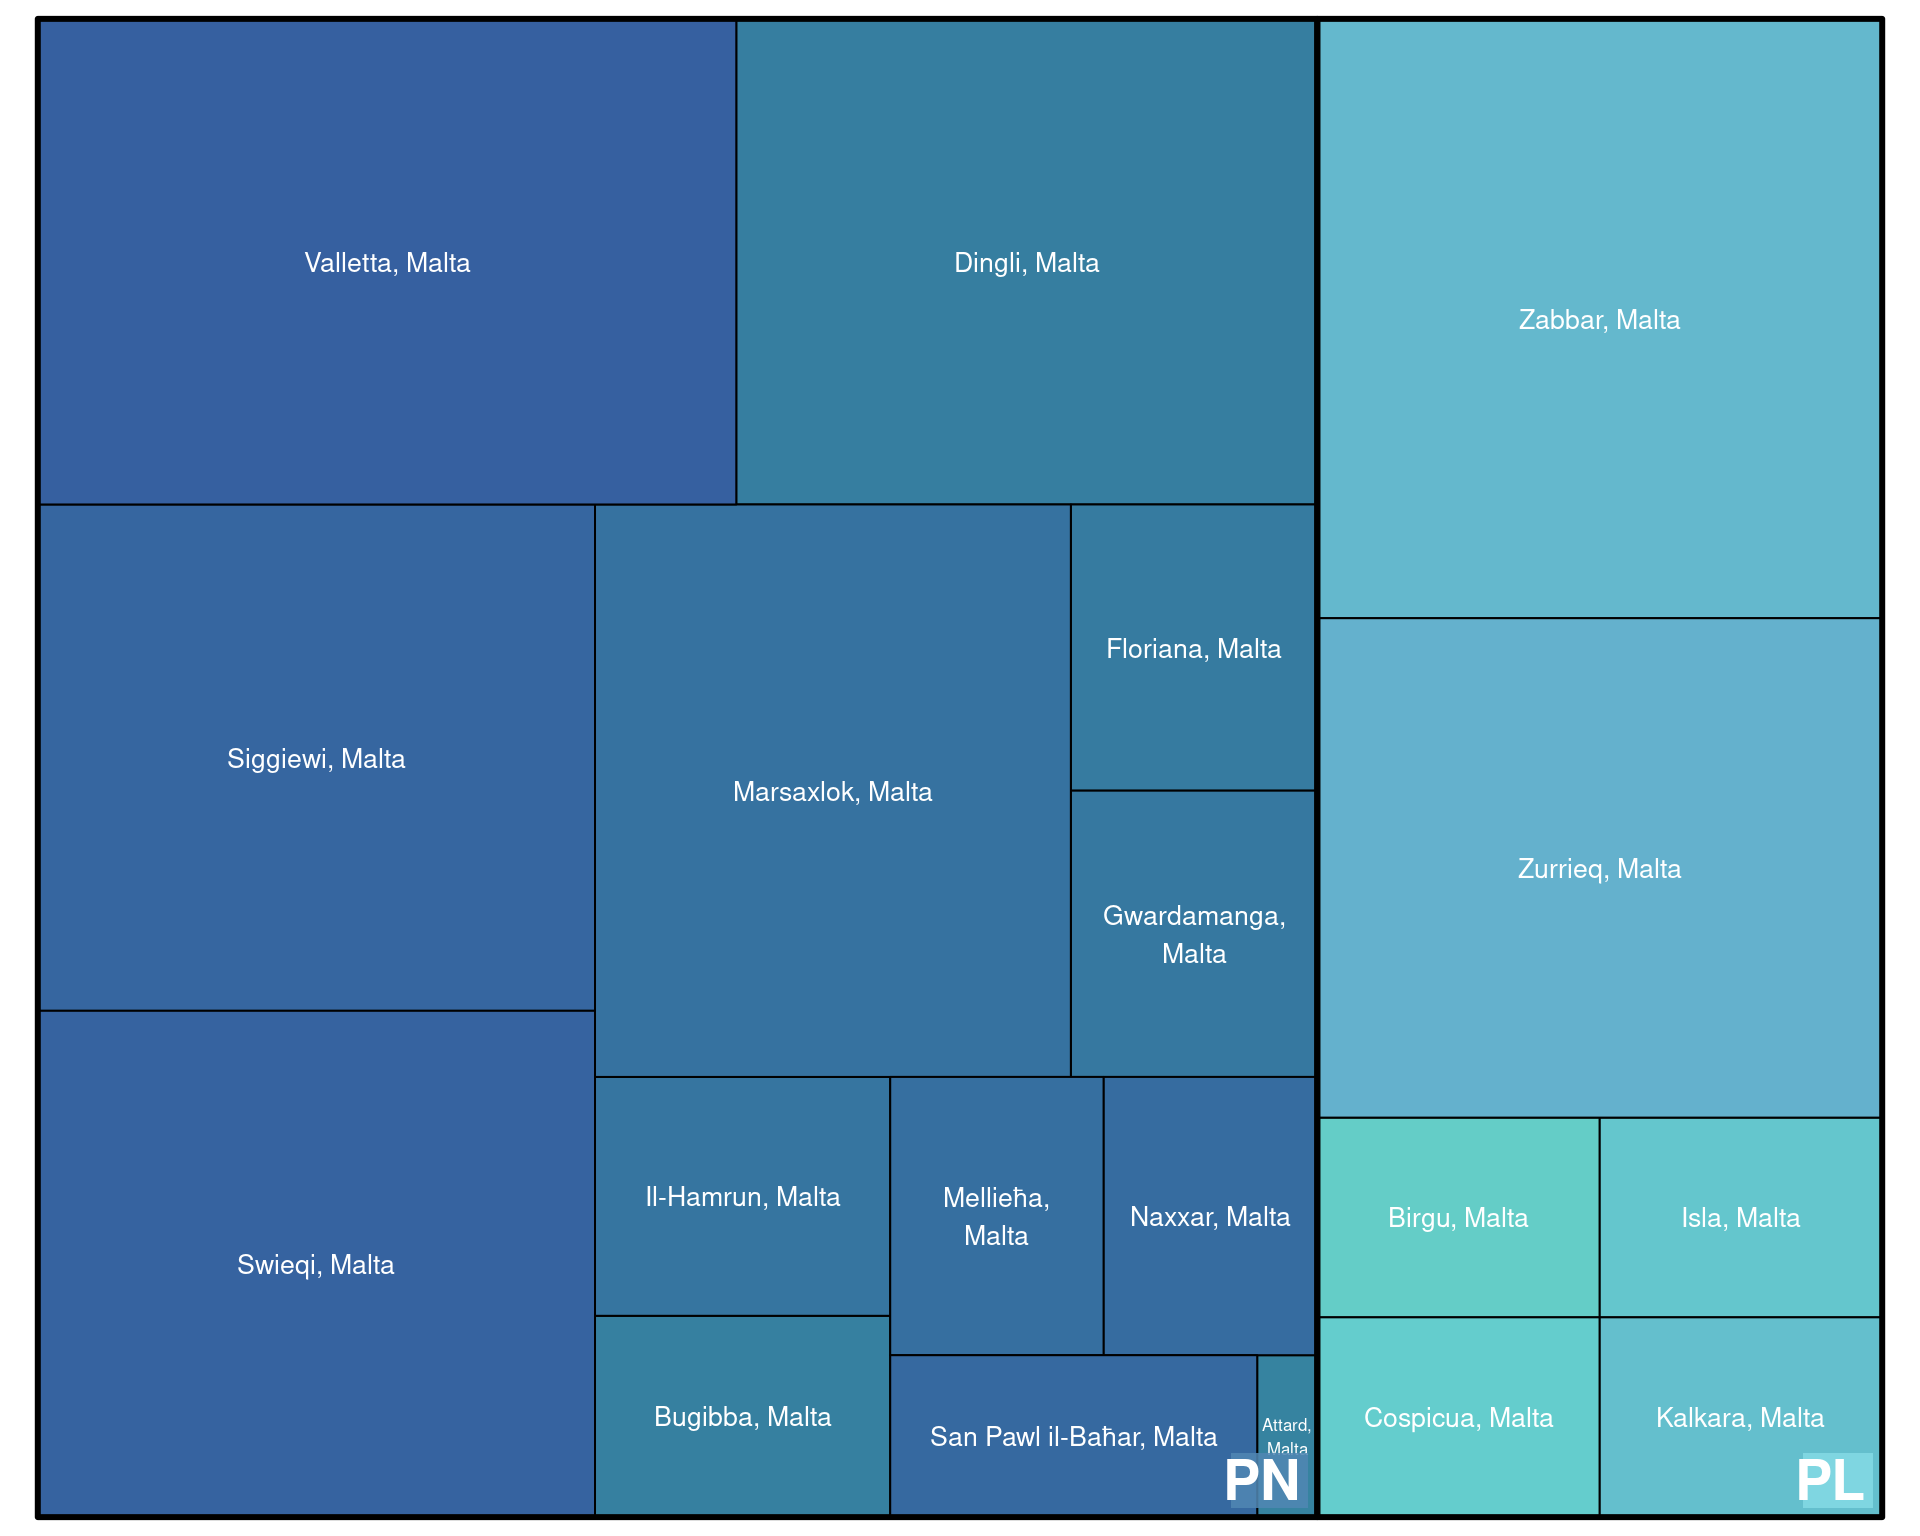 Valletta, Malta
Dingli, Malta
Zabbar, Malta
Siggiewi, Malta
Marsaxlok, Malta
Floriana, Malta
Gwardamanga,
Malta
Zurrieq, Malta
Swieqi, Malta
Il-Hamrun, Malta
Mellieħa,
Malta
Naxxar, Malta
Birgu, Malta
Isla, Malta
Bugibba, Malta
San Pawl il-Baħar, Malta
Attard,
Malta
PN
Cospicua, Malta
Kalkara, Malta
PL